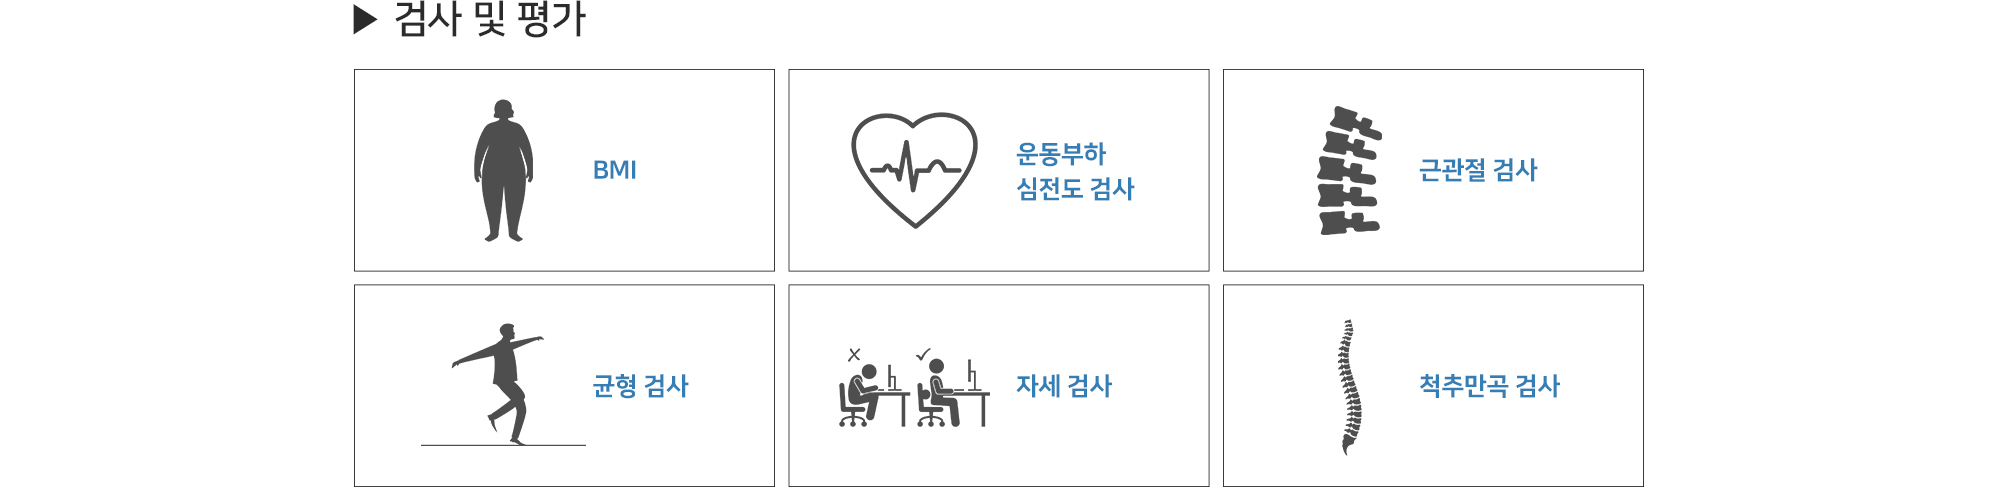 ▶ 검사 및 평가
BMI
운동부하
심전도 검사
근관절 검사
균형 검사
자세 검사
척추만곡 검사